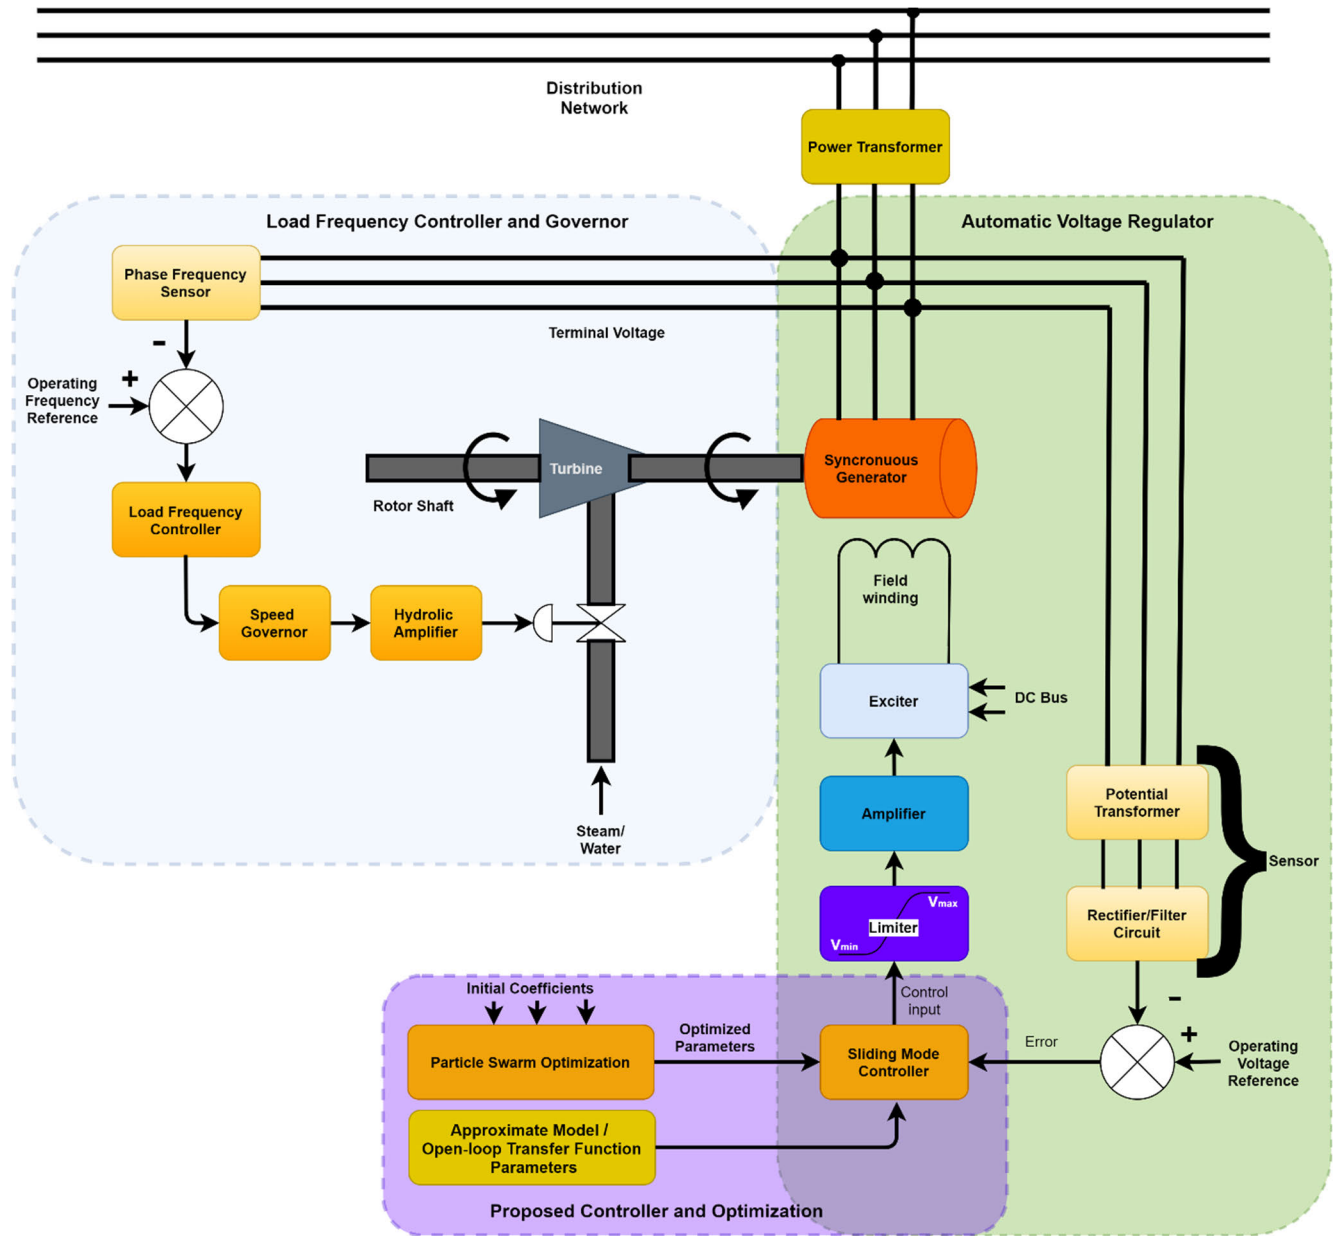 Distribution
Network
Power Transformer
Load Frequency Controller and Governor
Automatic Voltage Regulator
Phase Frequency
Sensor
Terminal Voltage
-
+
Operating
Frequency
Reference
Load Frequency
Controller
Turbine
Rotor Shaft
Syncronuous
Generator
Speed
Governor
Hydrolic
Amplifier
Steam/
Water
Field
winding
Exciter
DC Bus
Amplifier
Vmax
Limiter
Vmin
Potential
Transformer
Sensor
Rectifier/Filter
Circuit
-
+
Operating
Voltage
Reference
Error
Control
input
Sliding Mode
Controller
Initial Coefficients
Particle Swarm Optimization
Optimized
Parameters
Approximate Model /
Open-loop Transfer Function
Parameters
Proposed Controller and Optimization